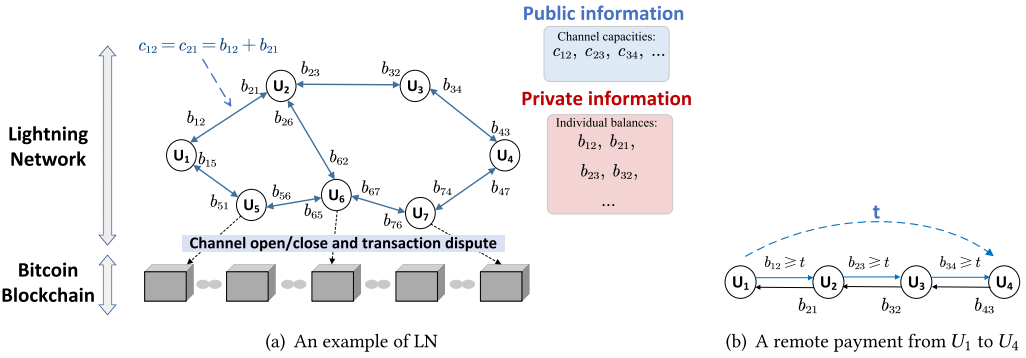 Public information
Channel capacities:
c₁₂, c₂₃, c₃₄, ...
Private information
Individual balances:
b₁₂, b₂₁,
b₂₃, b₃₂,
...
c₁₂ = c₂₁ = b₁₂ + b₂₁
Lightning
Network
b₂₃
b₃₂
b₂₁
U₂
U₃
b₃₄
b₁₂
b₂₆
b₄₃
U₁
b₁₅
b₆₂
U₄
b₅₁
b₅₆
U₆
b₆₇
b₇₄
b₄₇
U₅
b₆₅
U₇
b₇₆
Channel open/close and transaction dispute
Bitcoin
Blockchain
(a) An example of LN
t
b₁₂ ⩾ t
b₂₃ ⩾ t
b₃₄ ⩾ t
U₁
U₂
U₃
U₄
b₂₁
b₃₂
b₄₃
(b) A remote payment from U₁ to U₄